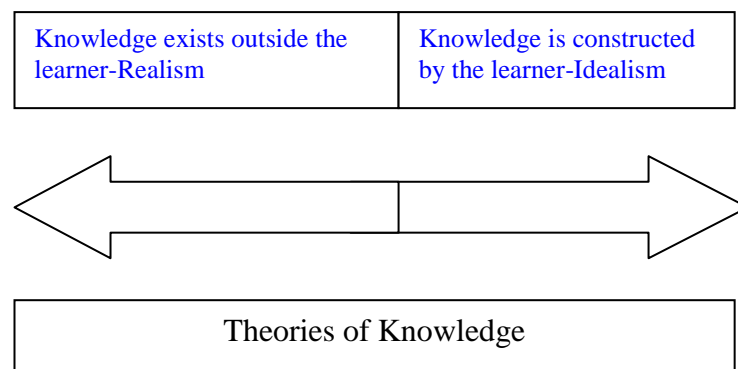 Knowledge exists outside the
learner-Realism
Knowledge is constructed
by the learner-Idealism
Theories of Knowledge